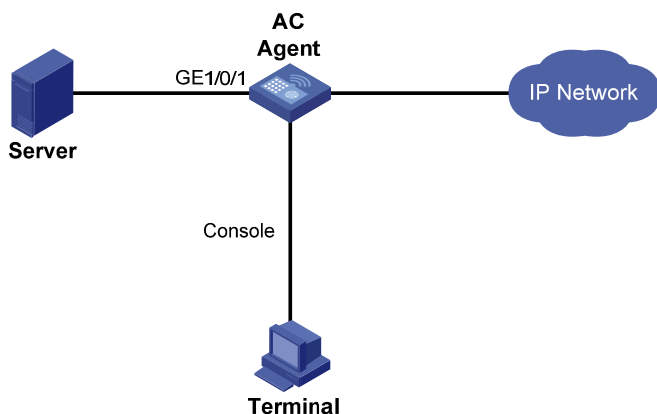 AC
Agent
GE1/0/1
IP Network
Server
Console
Terminal